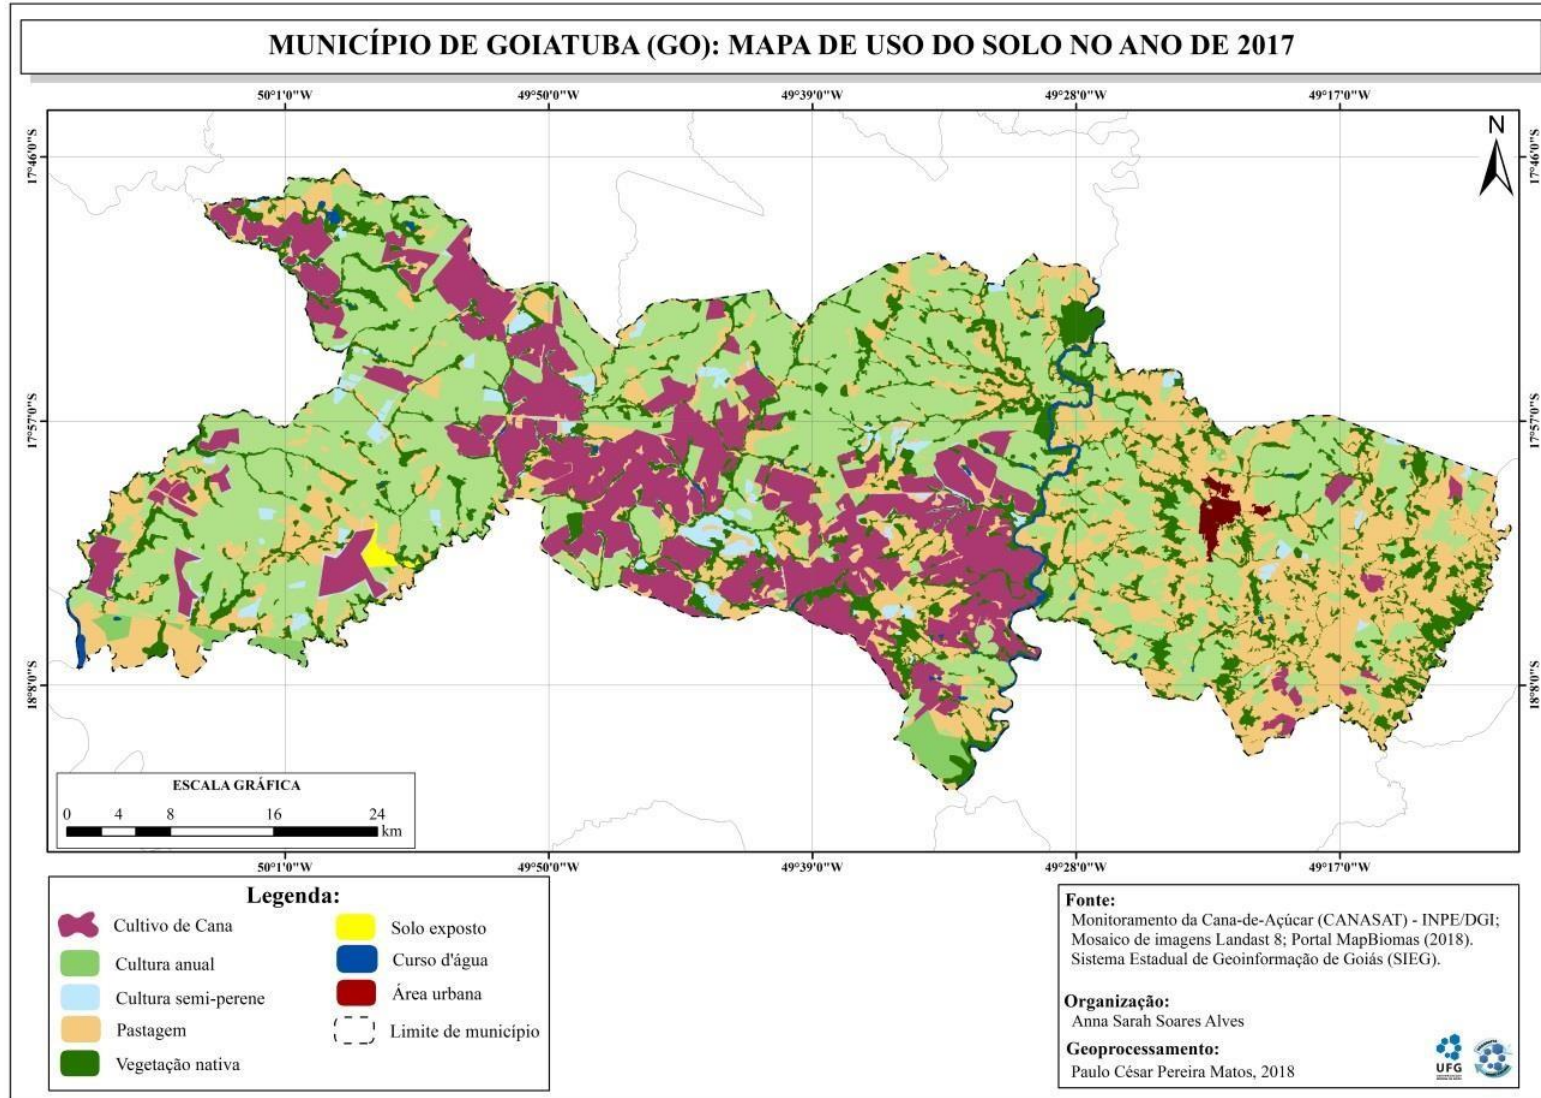 MUNICÍPIO DE GOIATUBA (GO): MAPA DE USO DO SOLO NO ANO DE 2017
50°1'0"W 49°50'0"W 49°39'0"W 49°28'0"W 49°17'0"W
N
17°46'0"S 17°46'0"S
17°57'0"S 17°57'0"S
18°8'0"S 18°8'0"S
ESCALA GRÁFICA
0 4 8 16 24
km
50°1'0"W 49°50'0"W 49°39'0"W 49°28'0"W 49°17'0"W
Legenda:
Cultivo de Cana
Cultura anual
Cultura semi-perene
Pastagem
Vegetação nativa
Solo exposto
Curso d'água
Área urbana
Limite de município
Fonte:
Monitoramento da Cana-de-Açúcar (CANASAT) - INPE/DGI;
Mosaico de imagens Landast 8; Portal MapBiomas (2018).
Sistema Estadual de Geoinformação de Goiás (SIEG).
Organização:
Anna Sarah Soares Alves
Geoprocessamento:
Paulo César Pereira Matos, 2018
UFG